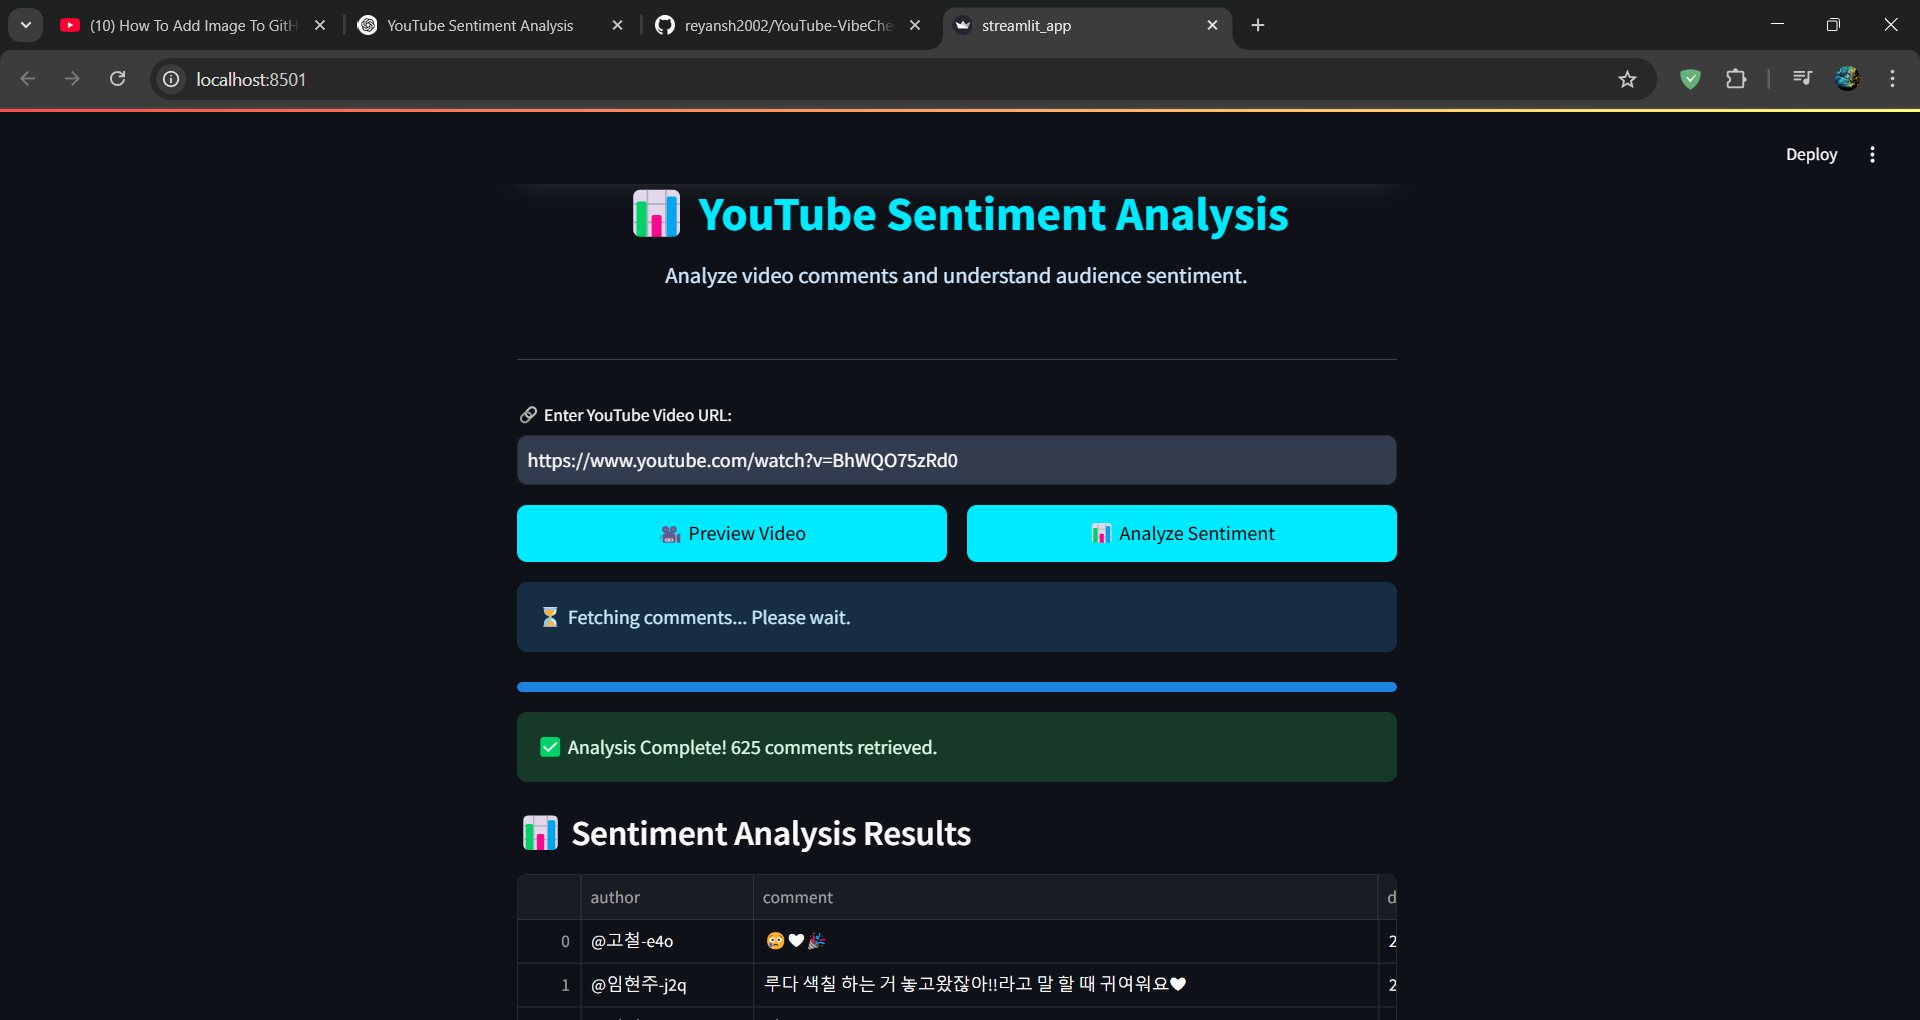 (10) How To Add Image To GitH
YouTube Sentiment Analysis
reyansh2002/YouTube-VibeChe
streamlit_app
localhost:8501
Deploy
📊 YouTube Sentiment Analysis
Analyze video comments and understand audience sentiment.
🔗 Enter YouTube Video URL:
https://www.youtube.com/watch?v=BhWQO75zRd0
🎥 Preview Video
📊 Analyze Sentiment
⏳ Fetching comments... Please wait.
✅ Analysis Complete! 625 comments retrieved.
📊 Sentiment Analysis Results
author comment d
0 @고철-e4o 😳🤍🎉 2
1 @임현주-j2q 루다 색칠 하는 거 놓고왔잖아!!라고 말 할 때 귀여워요🤍 2